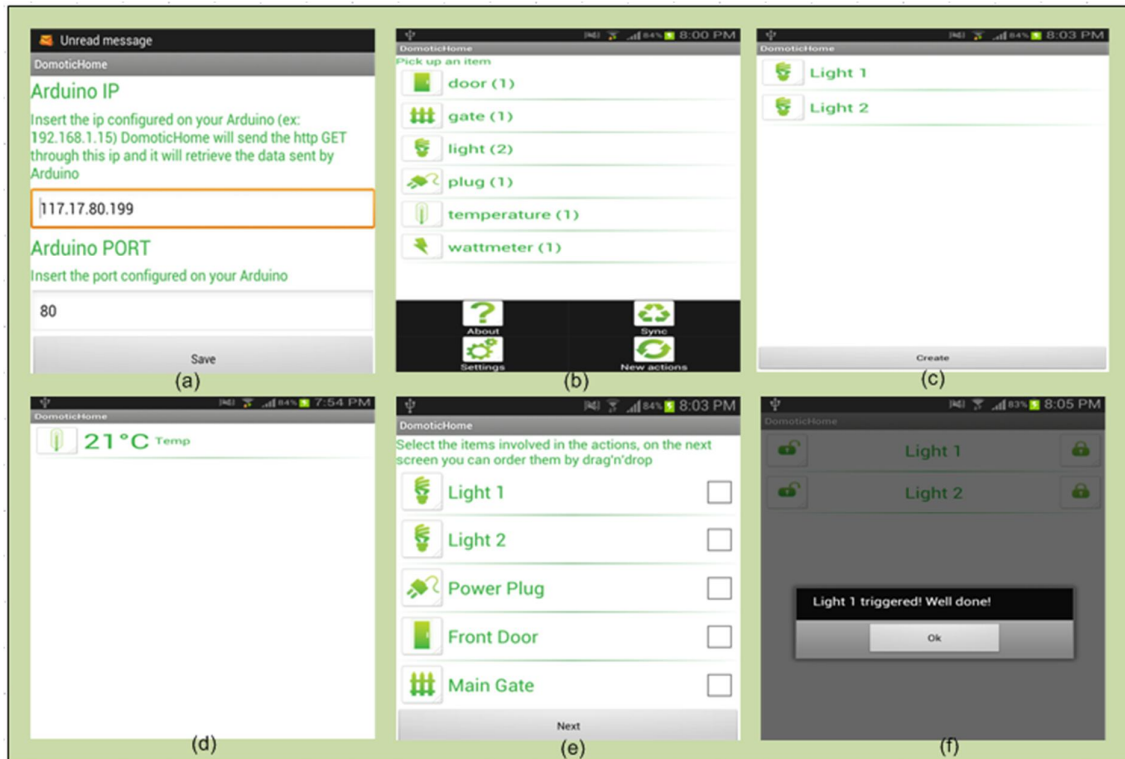 Unread message
DomoticHome
Arduino IP
Insert the ip configured on your Arduino (ex:
192.168.1.15) DomoticHome will send the http GET
through this ip and it will retrieve the data sent by
Arduino
117.17.80.199
Arduino PORT
Insert the port configured on your Arduino
80
Save
(a)
84% 8:00 PM
DomoticHome
Pick up an item
door (1)
gate (1)
light (2)
plug (1)
temperature (1)
wattmeter (1)
About
Sync
Settings
New actions
(b)
84% 8:03 PM
DomoticHome
Light 1
Light 2
Create
(c)
84% 7:54 PM
DomoticHome
21°C Temp
(d)
84% 8:03 PM
DomoticHome
Select the items involved in the actions, on the next
screen you can order them by drag'n'drop
Light 1
Light 2
Power Plug
Front Door
Main Gate
Next
(e)
83% 8:05 PM
DomoticHome
Light 1
Light 2
Light 1 triggered! Well done!
Ok
(f)